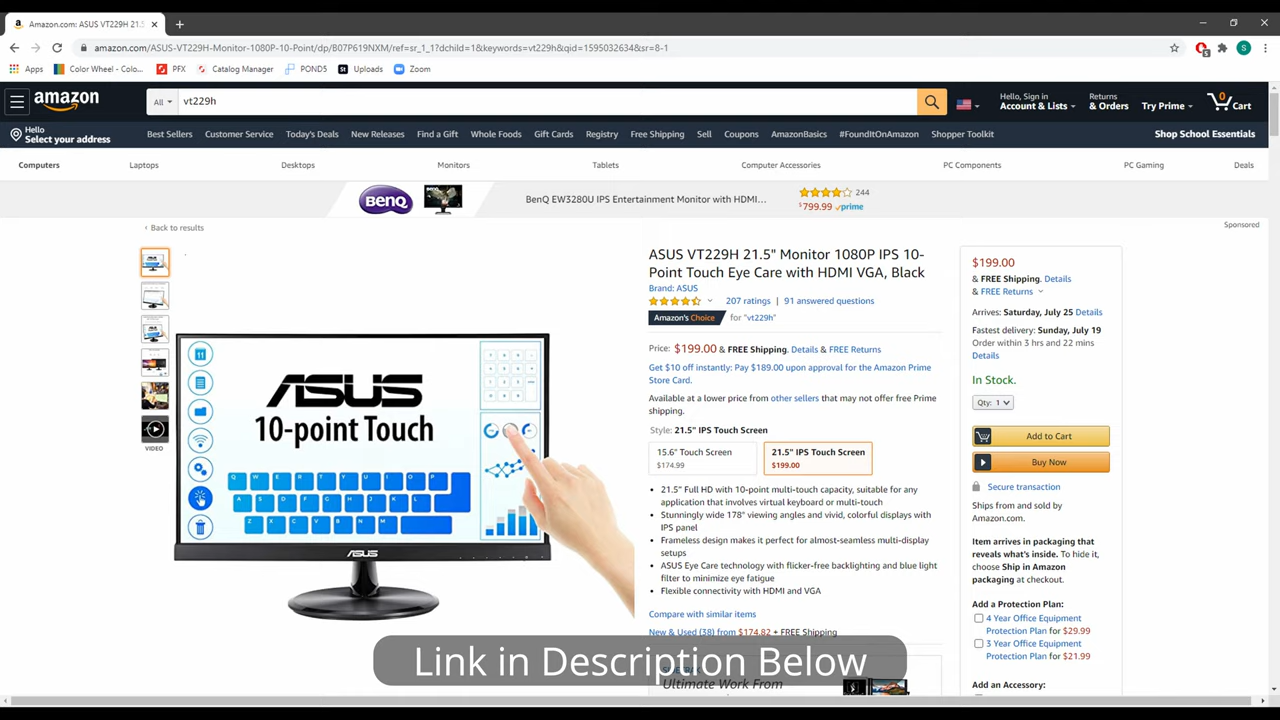 Amazon.com: ASUS VT229H 21.5
amazon.com/ASUS-VT229H-Monitor-1080P-10-Point/dp/B07P619NXM/ref=sr_1_1?dchild=1&keywords=vt229h&qid=1595032634&sr=8-1
S
Apps Color Wheel - Colo... PFX Catalog Manager POND5 Uploads Zoom
amazon All vt229h Hello, Sign in Account & Lists Returns & Orders Try Prime 0 Cart
Hello
Select your address
Best Sellers Customer Service Today's Deals New Releases Find a Gift Whole Foods Gift Cards Registry Free Shipping Sell Coupons AmazonBasics #FoundItOnAmazon Shopper Toolkit Shop School Essentials
Computers Laptops Desktops Monitors Tablets Computer Accessories PC Components PC Gaming Deals
BenQ BenQ EW3280U IPS Entertainment Monitor with HDMI... 244
$799.99 prime
Sponsored
‹ Back to results
VIDEO
ASUS
10-point Touch
Q W E R T Y U I O P
A S D F G H J K L
Z X C V B N M
ASUS
ASUS VT229H 21.5" Monitor 1080P IPS 10-
Point Touch Eye Care with HDMI VGA, Black
Brand: ASUS
207 ratings | 91 answered questions
Amazon's Choice for "vt229h"
Price: $199.00 & FREE Shipping. Details & FREE Returns
Get $10 off instantly: Pay $189.00 upon approval for the Amazon Prime
Store Card.
Available at a lower price from other sellers that may not offer free Prime
shipping.
Style: 21.5" IPS Touch Screen
15.6" Touch Screen
$174.99
21.5" IPS Touch Screen
$199.00
• 21.5" Full HD with 10-point multi-touch capacity, suitable for any
application that involves virtual keyboard or multi-touch
• Stunningly wide 178° viewing angles and vivid, colorful displays with
IPS panel
• Frameless design makes it perfect for almost-seamless multi-display
setups
• ASUS Eye Care technology with flicker-free backlighting and blue light
filter to minimize eye fatigue
• Flexible connectivity with HDMI and VGA
Compare with similar items
New & Used (38) from $174.82 + FREE Shipping
Ultimate Work From
$199.00
& FREE Shipping. Details
& FREE Returns
Arrives: Saturday, July 25 Details
Fastest delivery: Sunday, July 19
Order within 3 hrs and 22 mins
Details
In Stock.
Qty: 1
Add to Cart
Buy Now
Secure transaction
Ships from and sold by
Amazon.com.
Item arrives in packaging that
reveals what's inside. To hide it,
choose Ship in Amazon
packaging at checkout.
Add a Protection Plan:
4 Year Office Equipment
Protection Plan for $29.99
3 Year Office Equipment
Protection Plan for $21.99
Add an Accessory:
Link in Description Below